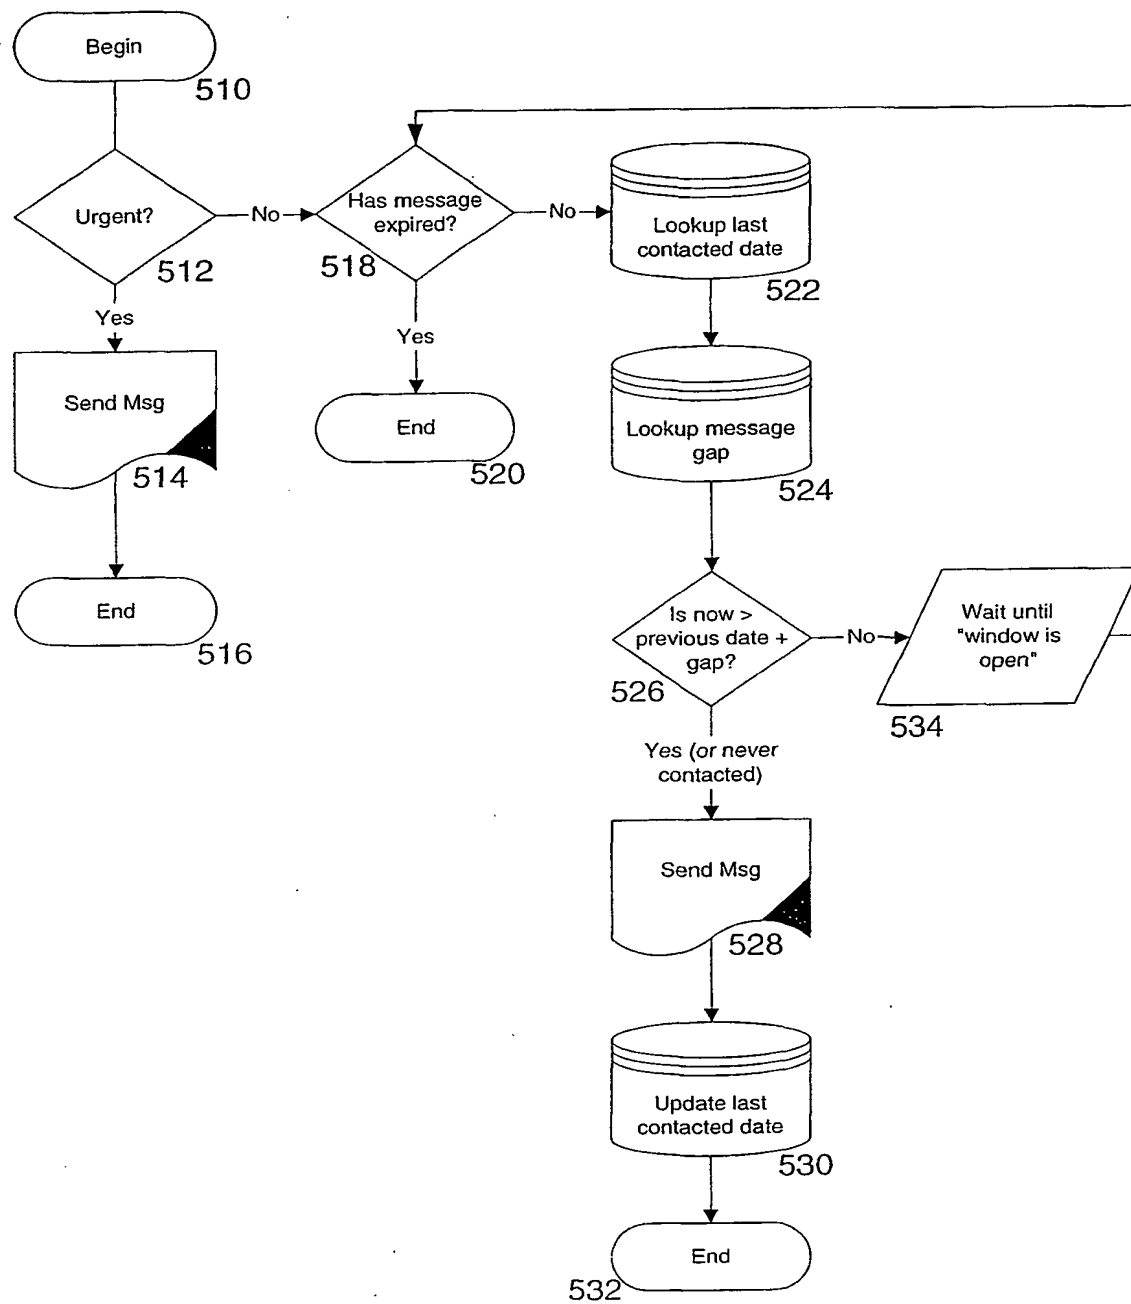 Begin
510
Urgent?
512
No
Yes
Send Msg
514
End
516
Has message
expired?
518
No
Yes
End
520
Lookup last
contacted date
522
Lookup message
gap
524
Is now >
previous date +
gap?
526
No
Wait until
"window is
open"
534
Yes (or never
contacted)
Send Msg
528
Update last
contacted date
530
End
532